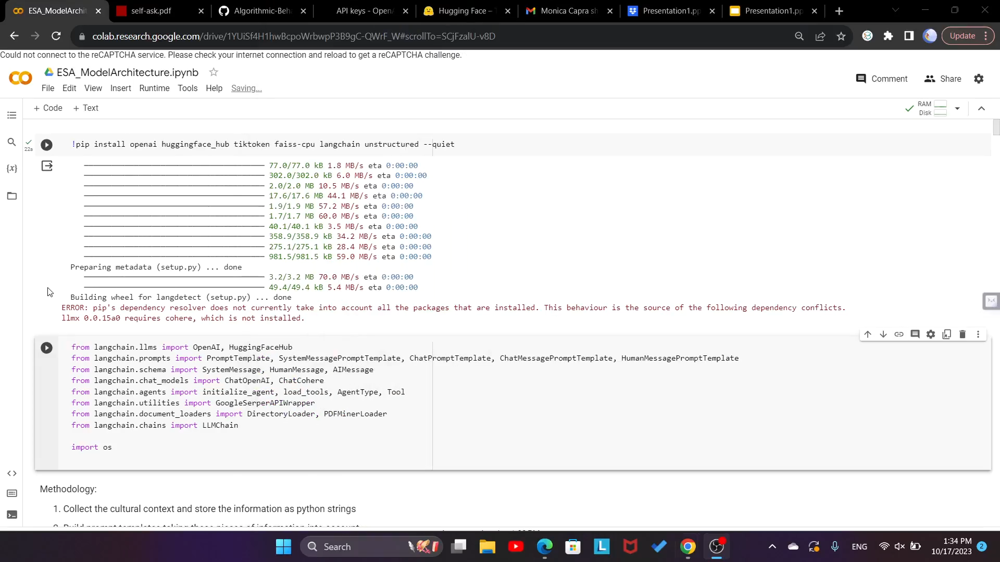 ESA_ModelArchit
self-ask.pdf
Algorithmic-Beha
API keys - OpenA
Hugging Face –
Monica Capra sh
Presentation1.pp
Presentation1.pp
colab.research.google.com/drive/1YUiSf4H1hwBcpoWrbwpP3B9gC-QWrF_W#scrollTo=SCjFzalU-v8D
Update
Could not connect to the reCAPTCHA service. Please check your internet connection and reload to get a reCAPTCHA challenge.
ESA_ModelArchitecture.ipynb
Comment
Share
File Edit View Insert Runtime Tools Help Saving...
+ Code + Text
RAM
Disk
!pip install openai huggingface_hub tiktoken faiss-cpu langchain unstructured --quiet
22s
77.0/77.0 kB 1.8 MB/s eta 0:00:00
302.0/302.0 kB 6.0 MB/s eta 0:00:00
2.0/2.0 MB 10.5 MB/s eta 0:00:00
17.6/17.6 MB 44.1 MB/s eta 0:00:00
1.9/1.9 MB 57.2 MB/s eta 0:00:00
1.7/1.7 MB 60.0 MB/s eta 0:00:00
40.1/40.1 kB 3.5 MB/s eta 0:00:00
358.9/358.9 kB 34.2 MB/s eta 0:00:00
275.1/275.1 kB 28.4 MB/s eta 0:00:00
981.5/981.5 kB 59.0 MB/s eta 0:00:00
Preparing metadata (setup.py) ... done
3.2/3.2 MB 70.0 MB/s eta 0:00:00
49.4/49.4 kB 5.4 MB/s eta 0:00:00
Building wheel for langdetect (setup.py) ... done
ERROR: pip's dependency resolver does not currently take into account all the packages that are installed. This behaviour is the source of the following dependency conflicts.
llmx 0.0.15a0 requires cohere, which is not installed.
from langchain.llms import OpenAI, HuggingFaceHub
from langchain.prompts import PromptTemplate, SystemMessagePromptTemplate, ChatPromptTemplate, ChatMessagePromptTemplate, HumanMessagePromptTemplate
from langchain.schema import SystemMessage, HumanMessage, AIMessage
from langchain.chat_models import ChatOpenAI, ChatCohere
from langchain.agents import initialize_agent, load_tools, AgentType, Tool
from langchain.utilities import GoogleSerperAPIWrapper
from langchain.document_loaders import DirectoryLoader, PDFMinerLoader
from langchain.chains import LLMChain
import os
Methodology:
1. Collect the cultural context and store the information as python strings
2. Build prompt templates taking these pieces of information into account
Search
ENG
1:34 PM
10/17/2023
2